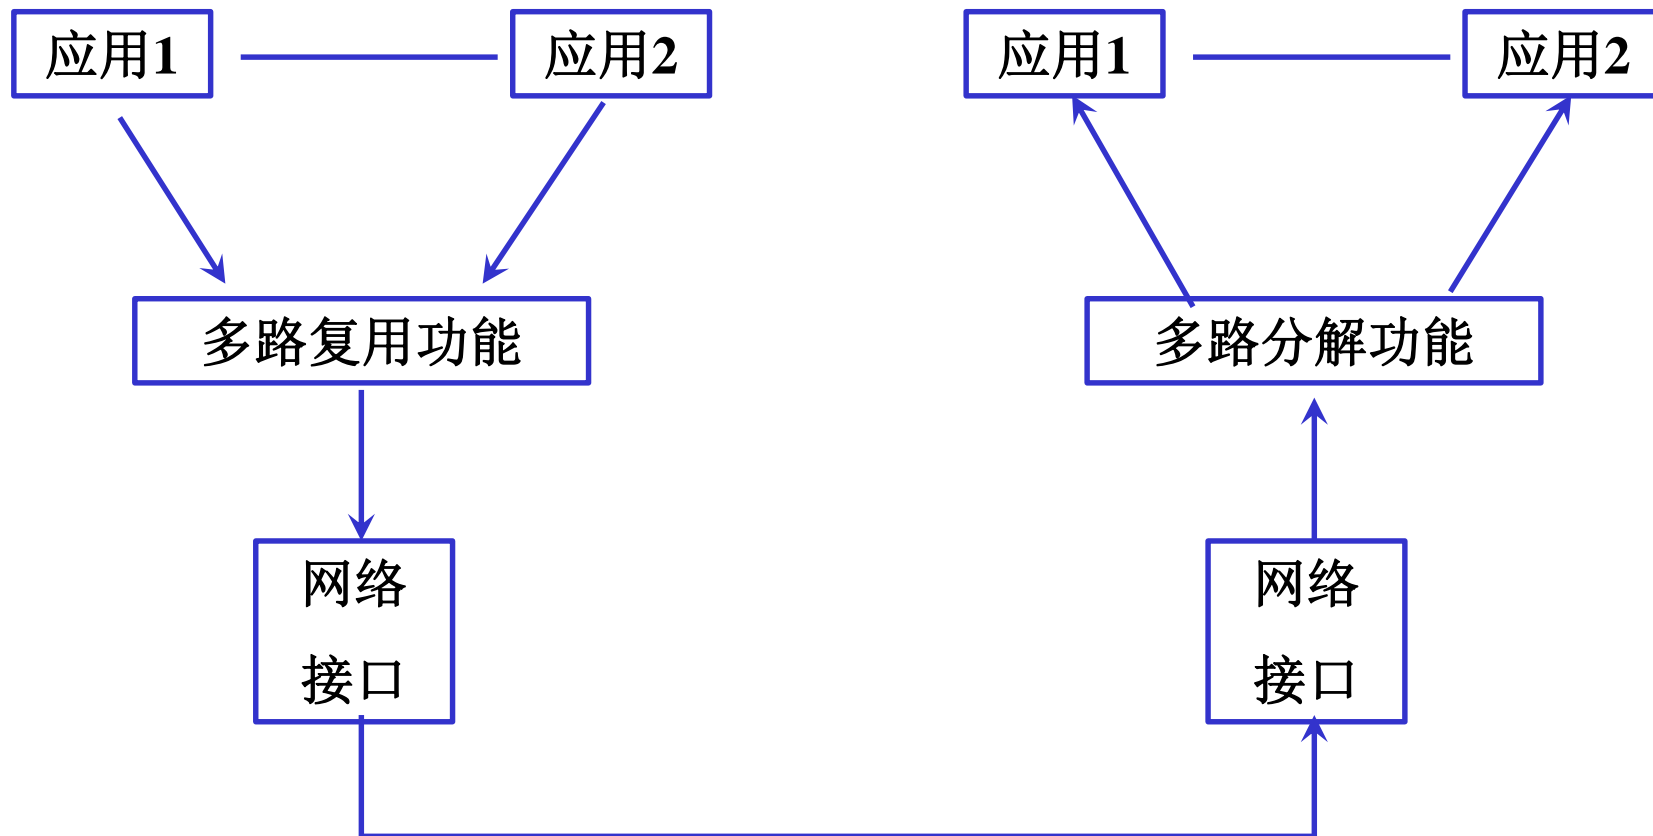 应用1
应用2
应用1
应用2
多路复用功能
多路分解功能
网络
接口
网络
接口